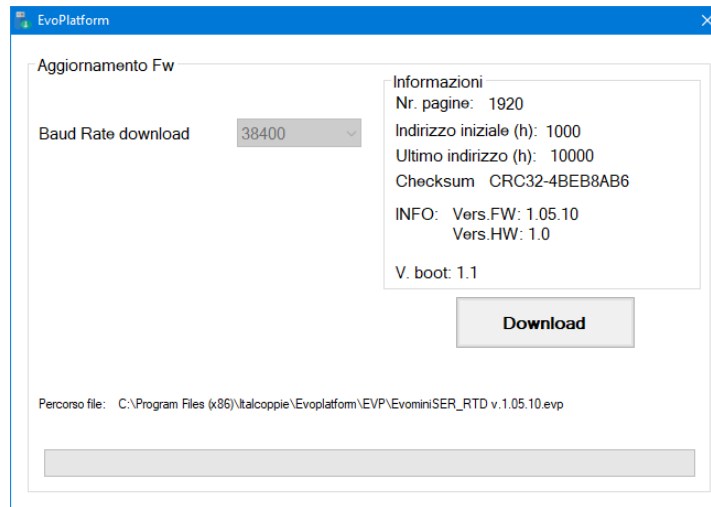 EvoPlatform
Aggiornamento Fw
Informazioni
Nr. pagine: 1920
Baud Rate download 38400
Indirizzo iniziale (h): 1000
Ultimo indirizzo (h): 10000
Checksum CRC32-4BEB8AB6
INFO: Vers.FW: 1.05.10
Vers.HW: 1.0
V. boot: 1.1
Download
Percorso file: C:\Program Files (x86)\Italcoppie\Evoplatform\EVP\EvominiSER_RTD v.1.05.10.evp